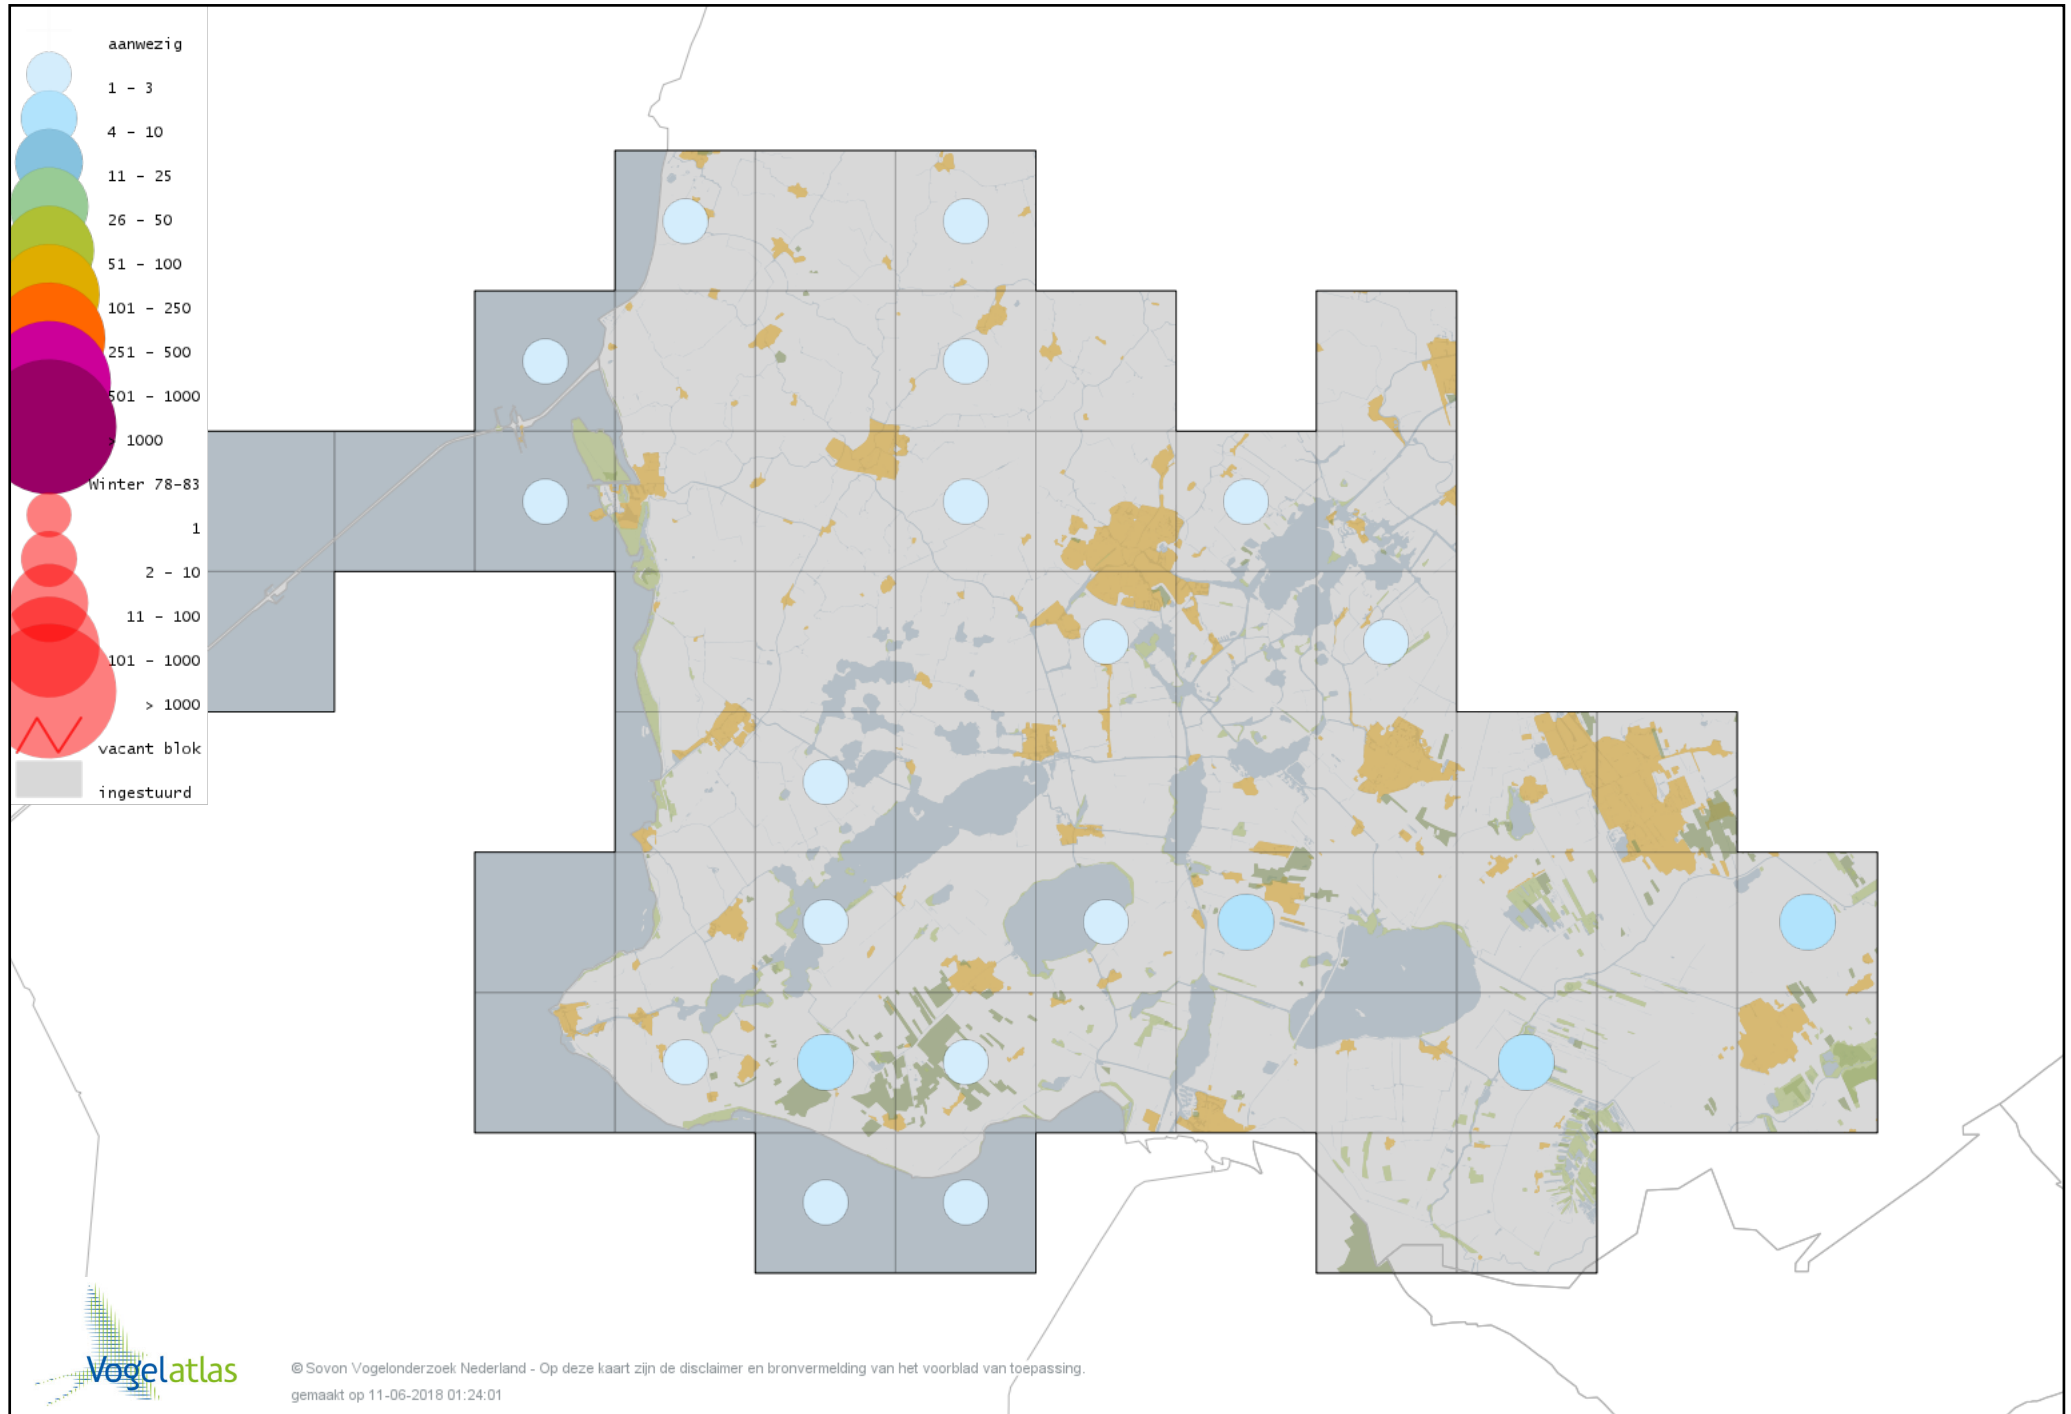 aanwezig
1 - 3
4 - 10
11 - 25
26 - 50
51 - 100
101 - 250
251 - 500
501 - 1000
> 1000
Winter 78-83
1
2 - 10
11 - 100
101 - 1000
> 1000
vacant blok
ingestuurd
Vogelatlas
© Sovon Vogelonderzoek Nederland - Op deze kaart zijn de disclaimer en bronvermelding van het voorblad van toepassing.
gemaakt op 11-06-2018 01:24:01